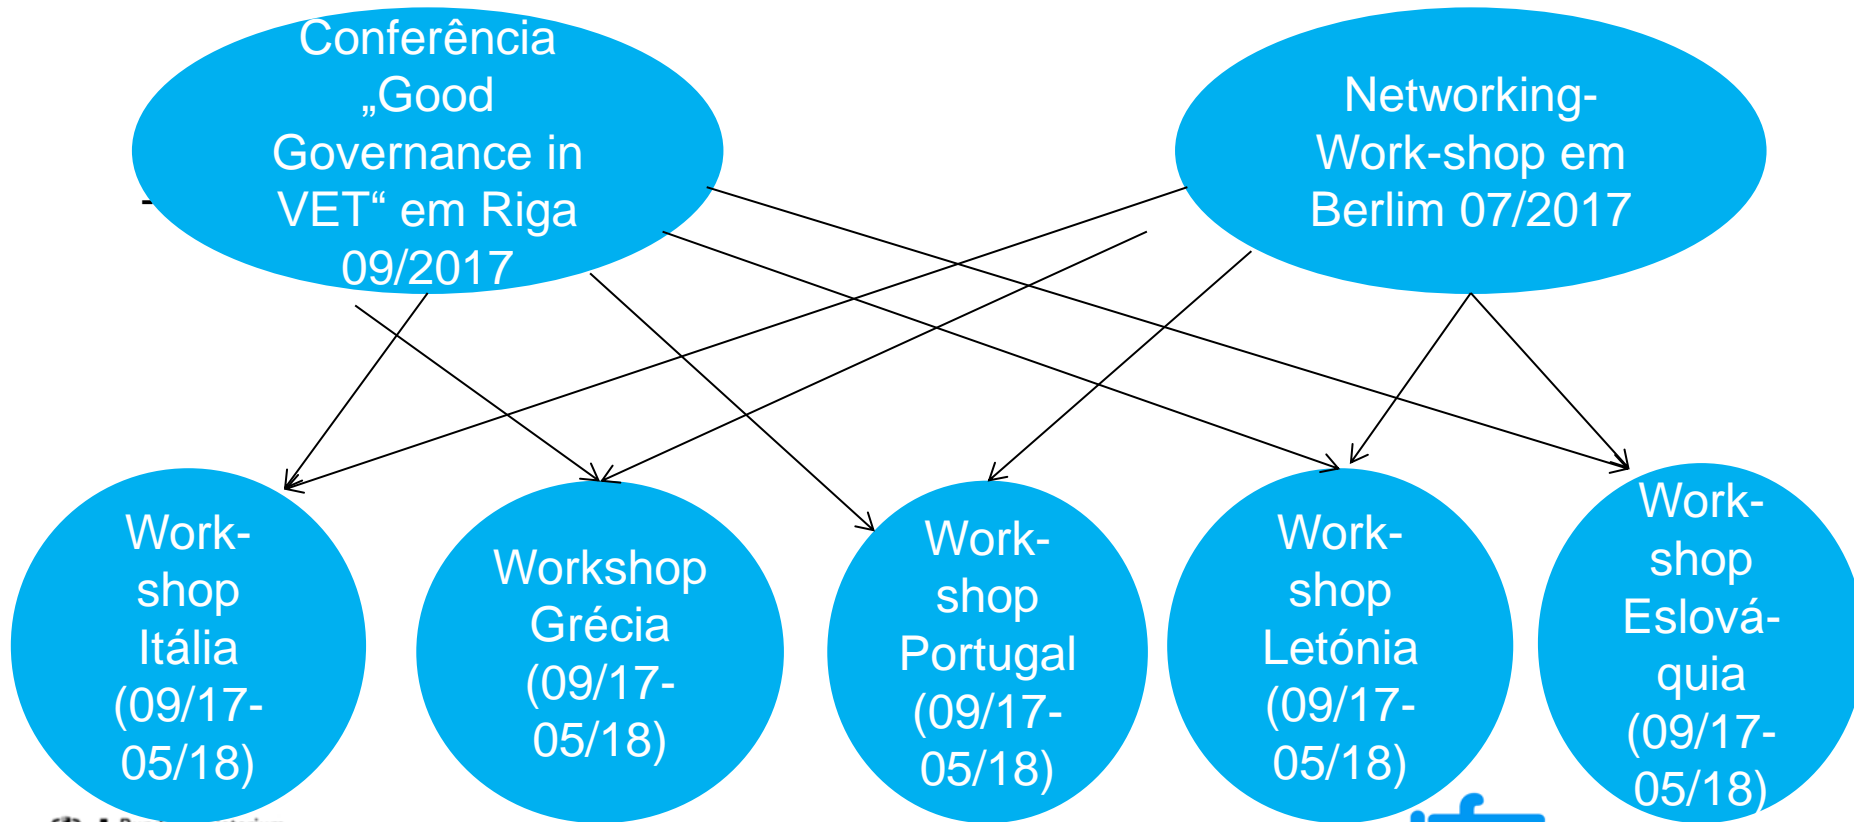 Conferência
„Good
Governance in
VET“ em Riga
09/2017
Networking-
Work-shop em
Berlim 07/2017
-
Work-
shop
Itália
(09/17-
05/18)
Workshop
Grécia
(09/17-
05/18)
Work-
shop
Portugal
(09/17-
05/18)
Work-
shop
Letónia
(09/17-
05/18)
Work-
shop
Eslová-
quia
(09/17-
05/18)